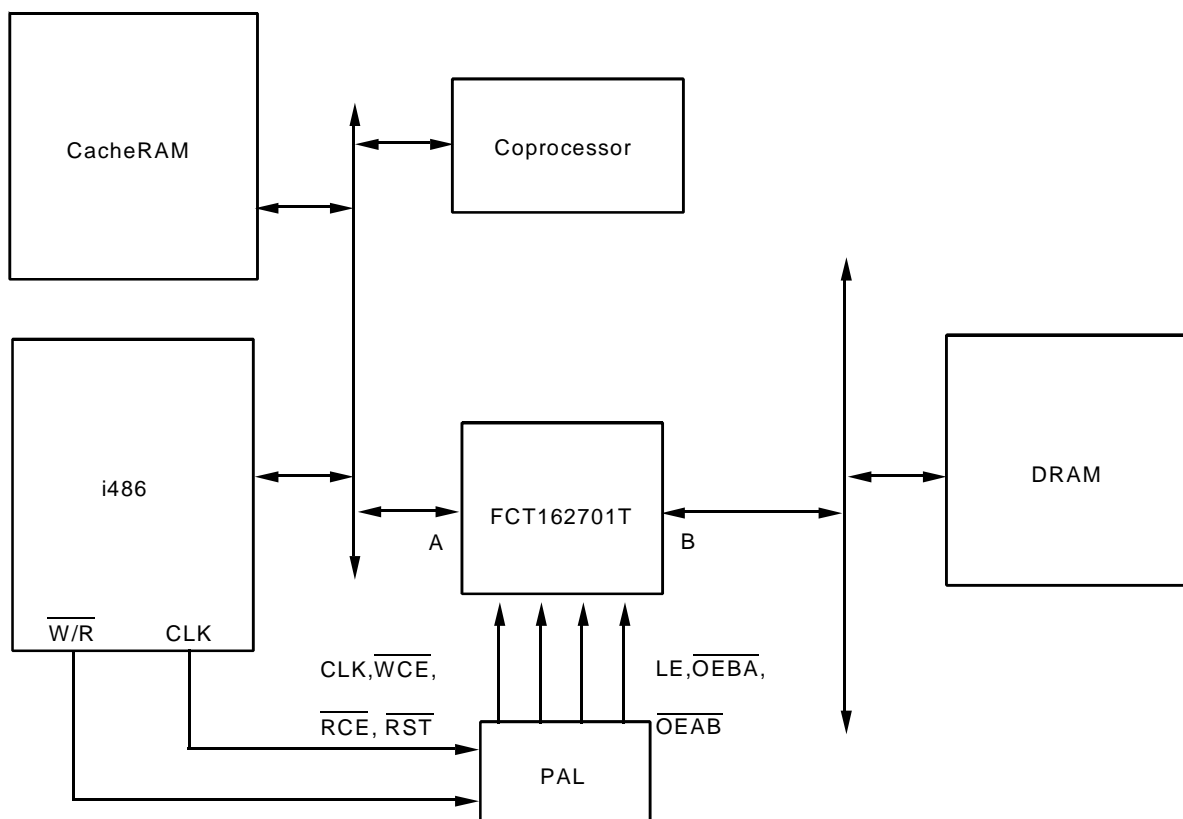 CacheRAM
Coprocessor
i486
FCT162701T
DRAM
A
B
W/R
CLK
CLK,WCE,
LE,OEBA,
RCE, RST
OEAB
PAL